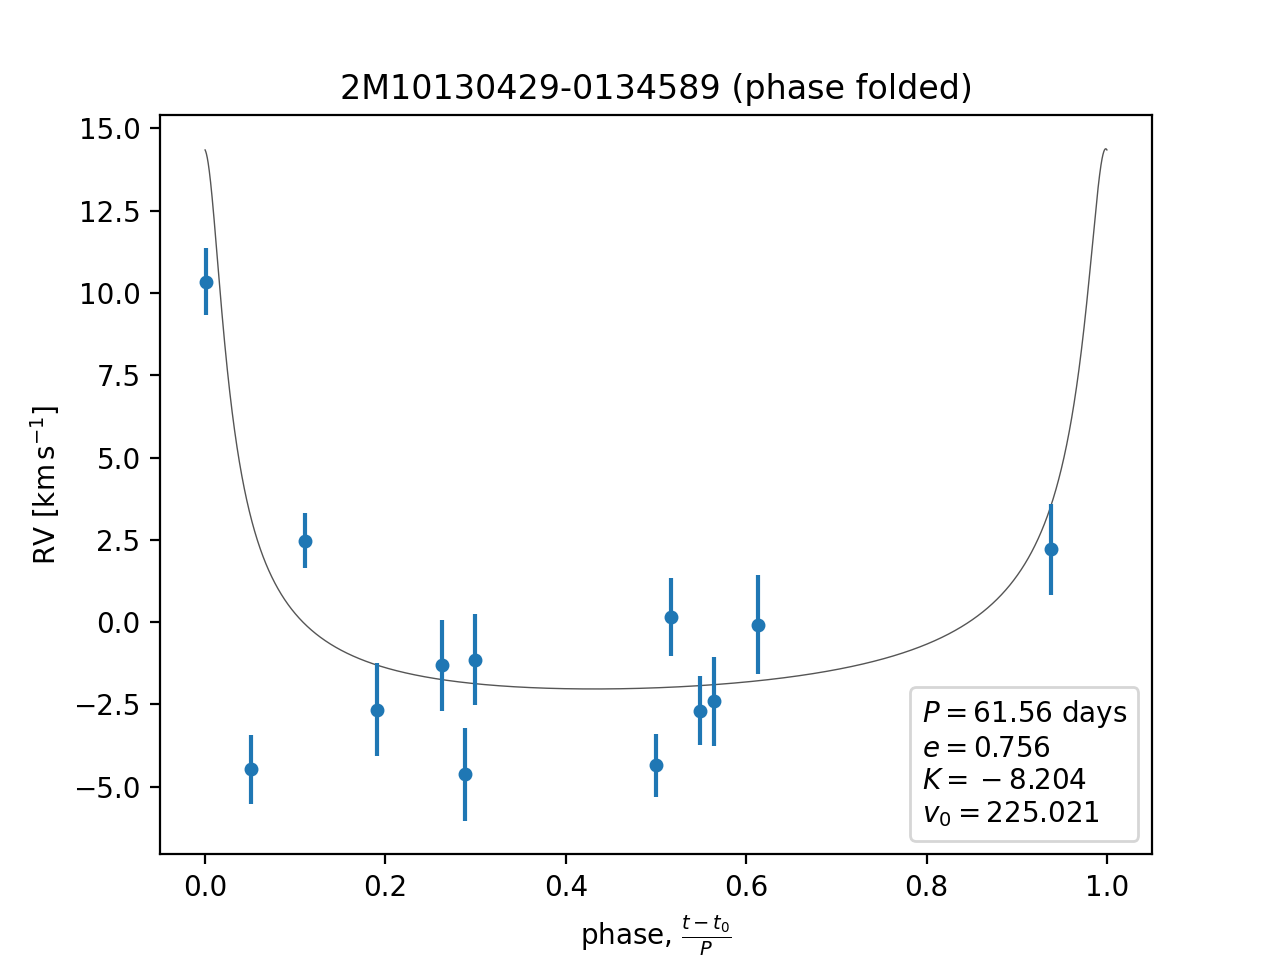 2M10130429-0134589 (phase folded)
15.0
12.5
10.0
7.5
5.0
2.5
0.0
−2.5
−5.0
RV [km s⁻¹]
P = 61.56 days
e = 0.756
K = −8.204
v₀ = 225.021
0.0 0.2 0.4 0.6 0.8 1.0
phase, (t − t₀)/P